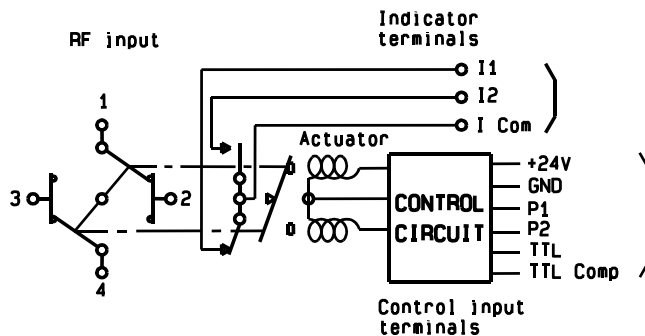 Indicator
terminals
RF input
I1
I2
I Com
1
Actuator
+24V
GND
P1
P2
TTL
TTL Comp
3
2
CONTROL
CIRCUIT
4
Control input
terminals